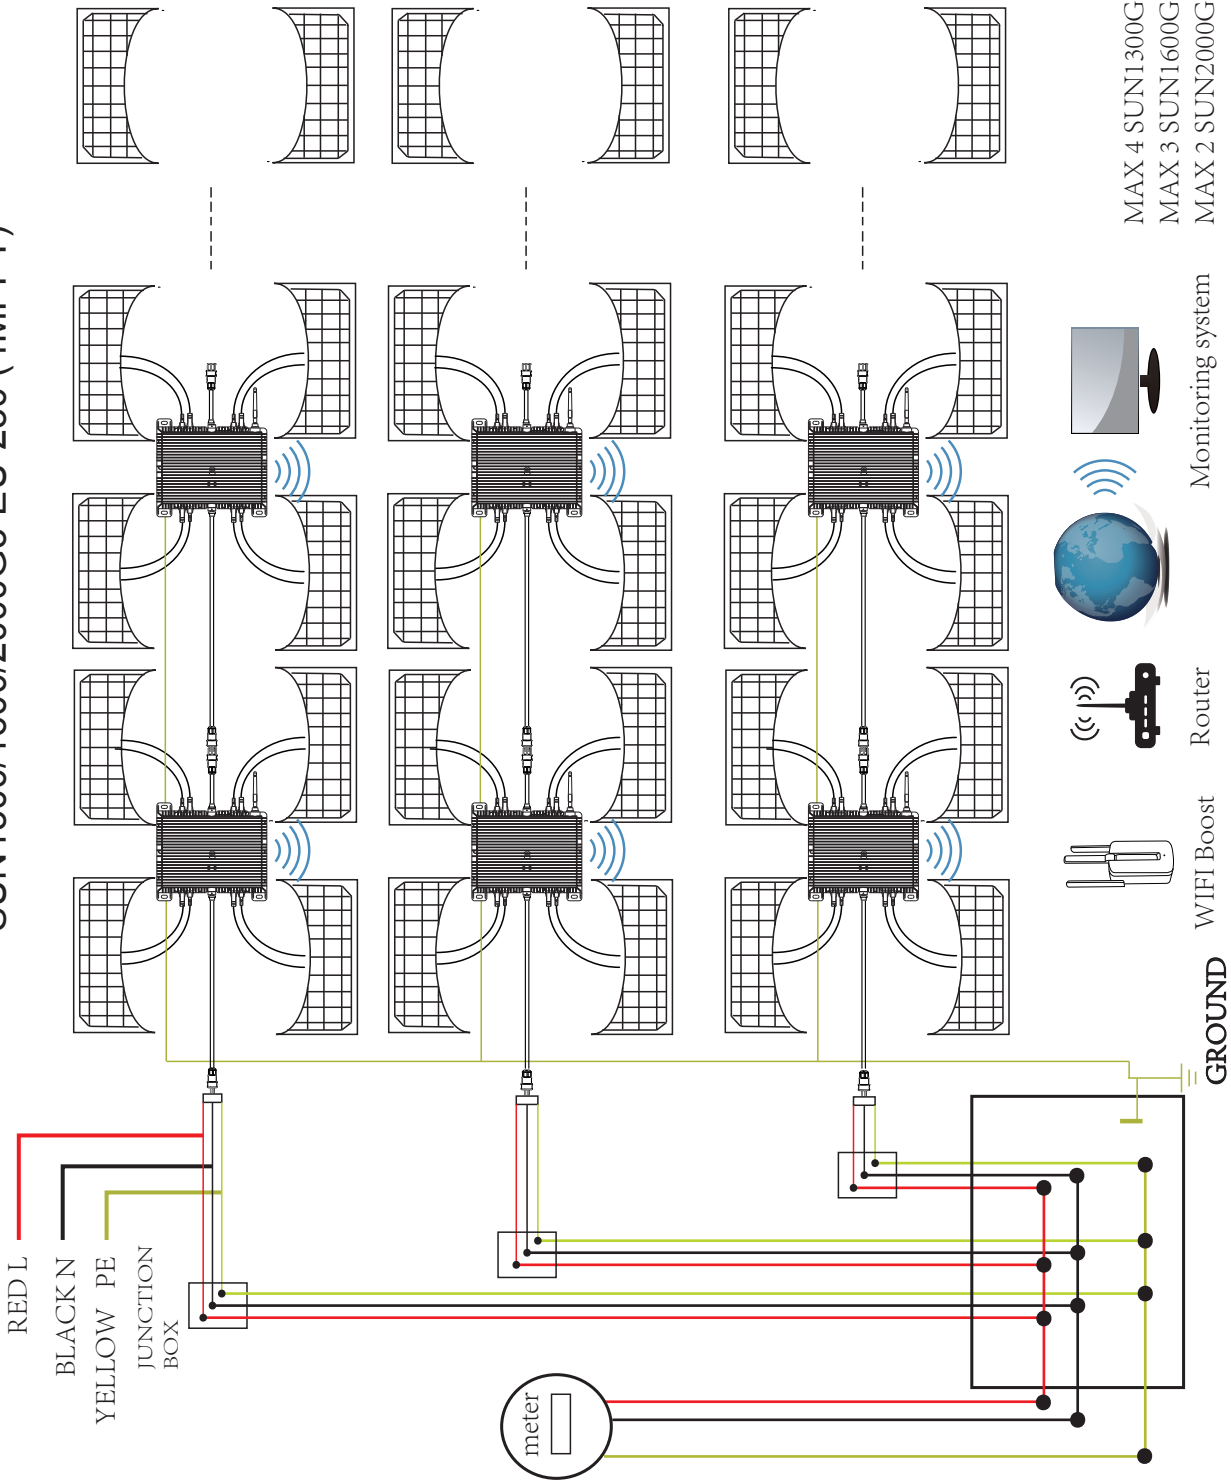 RED L
BLACK N
YELLOW PE
JUNCTION
BOX
meter
GROUND
WIFI Boost
Router
Monitoring system
MAX 4 SUN1300G
MAX 3 SUN1600G
MAX 2 SUN2000G